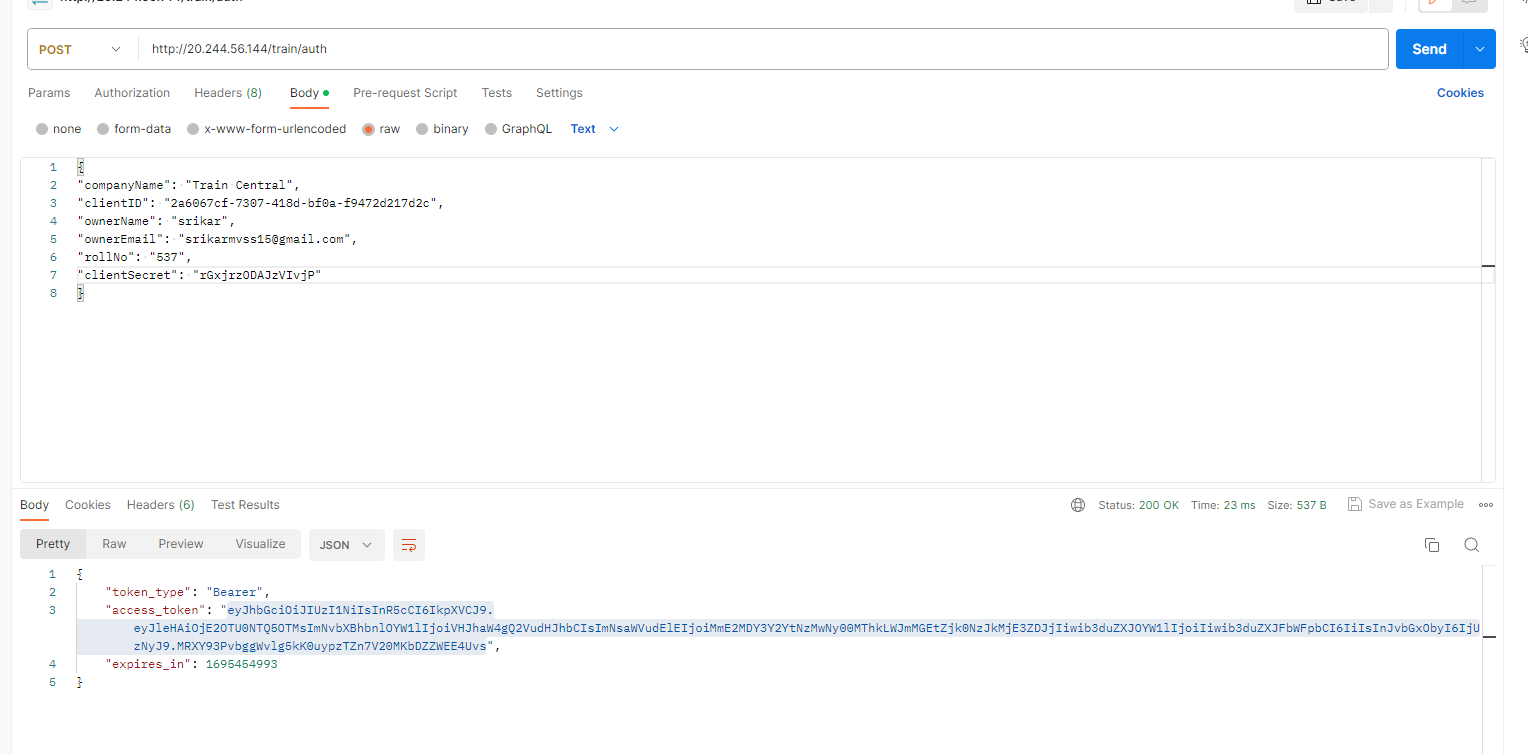 POST http://20.244.56.144/train/auth Send
Params Authorization Headers (8) Body Pre-request Script Tests Settings Cookies
none form-data x-www-form-urlencoded raw binary GraphQL Text
1 {
2 "companyName": "Train Central",
3 "clientID": "2a6067cf-7307-418d-bf0a-f9472d217d2c",
4 "ownerName": "srikar",
5 "ownerEmail": "srikarmvss15@gmail.com",
6 "rollNo": "537",
7 "clientSecret": "rGxjrzODAJzVIvjP"
8 }
Body Cookies Headers (6) Test Results Status: 200 OK Time: 23 ms Size: 537 B Save as Example
Pretty Raw Preview Visualize JSON
1 {
2 "token_type": "Bearer",
3 "access_token": "eyJhbGciOiJIUzI1NiIsInR5cCI6IkpXVCJ9.
eyJleHAiOjE2OTU0NTQ5OTMsImNvbXBhbnlOYW1lIjoiVHJhaW4gQ2VudHJhbCIsImNsaWVudElEIjoiMmE2MDY3Y2YtNzMwNy00MThkLWJmMGEtZjk0NzJkMjE3ZDJjIiwib3duZXJOYW1lIjoiIiwib3duZXJFbWFpbCI6IiIsInJvbGxObyI6IjU
zNyJ9.MRXY93PvbggWvlg5kK0uypzTZn7V20MKbDZZWEE4Uvs",
4 "expires_in": 1695454993
5 }